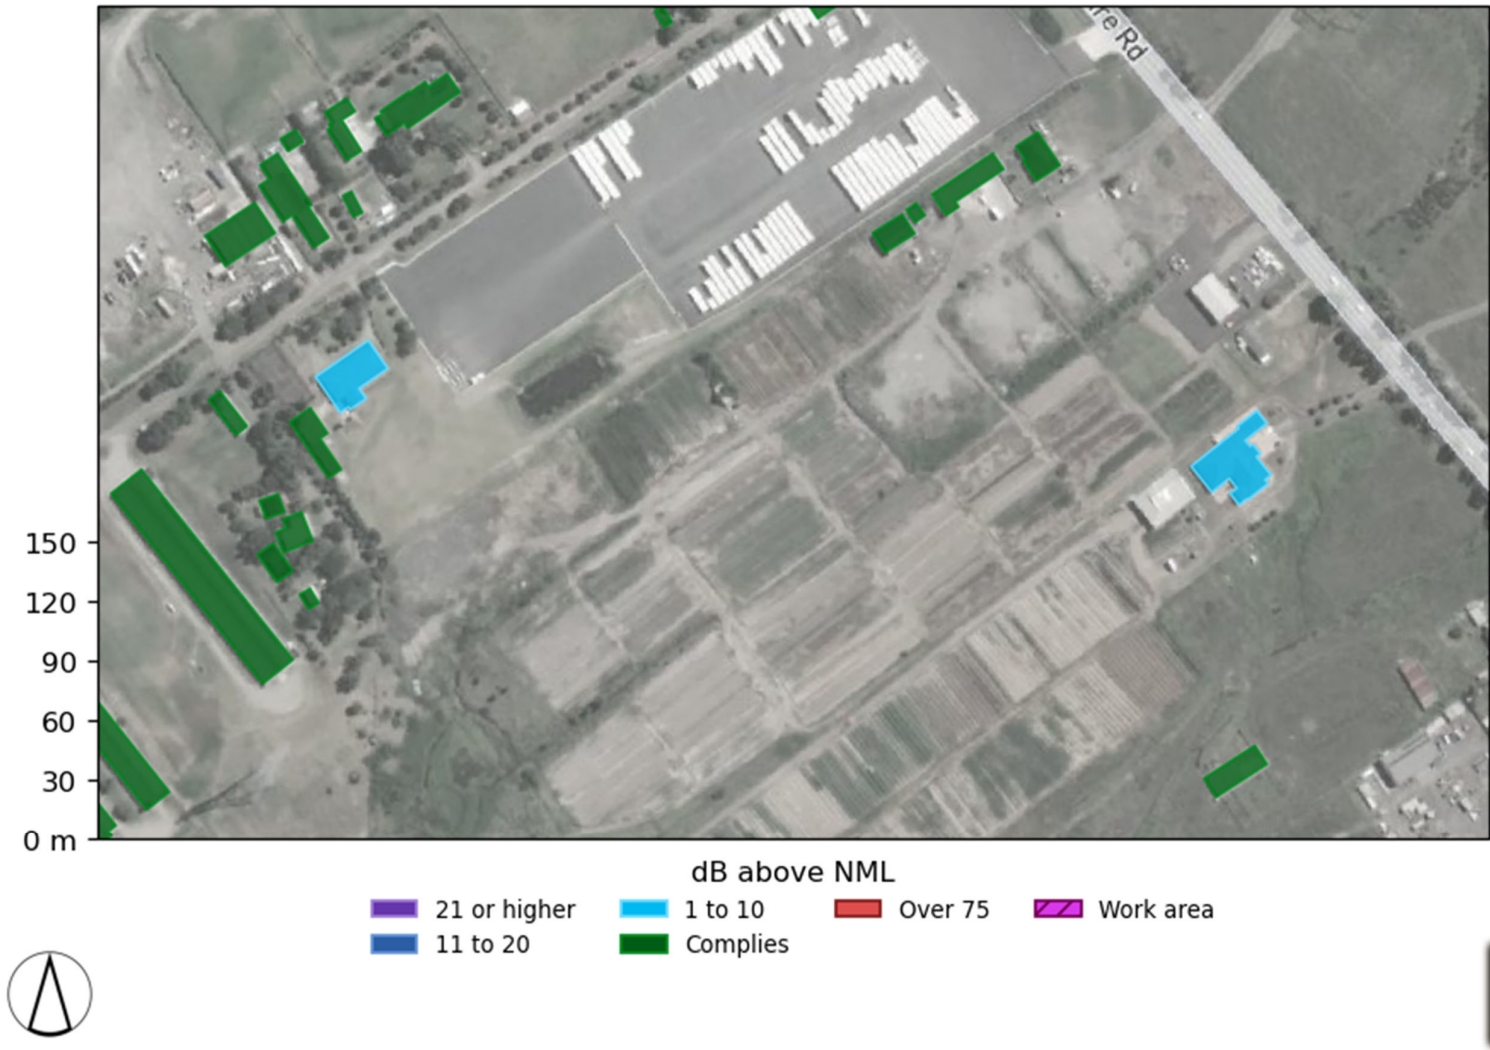 re Rd
150
120
90
60
30
0 m
dB above NML
21 or higher
1 to 10
Over 75
Work area
11 to 20
Complies